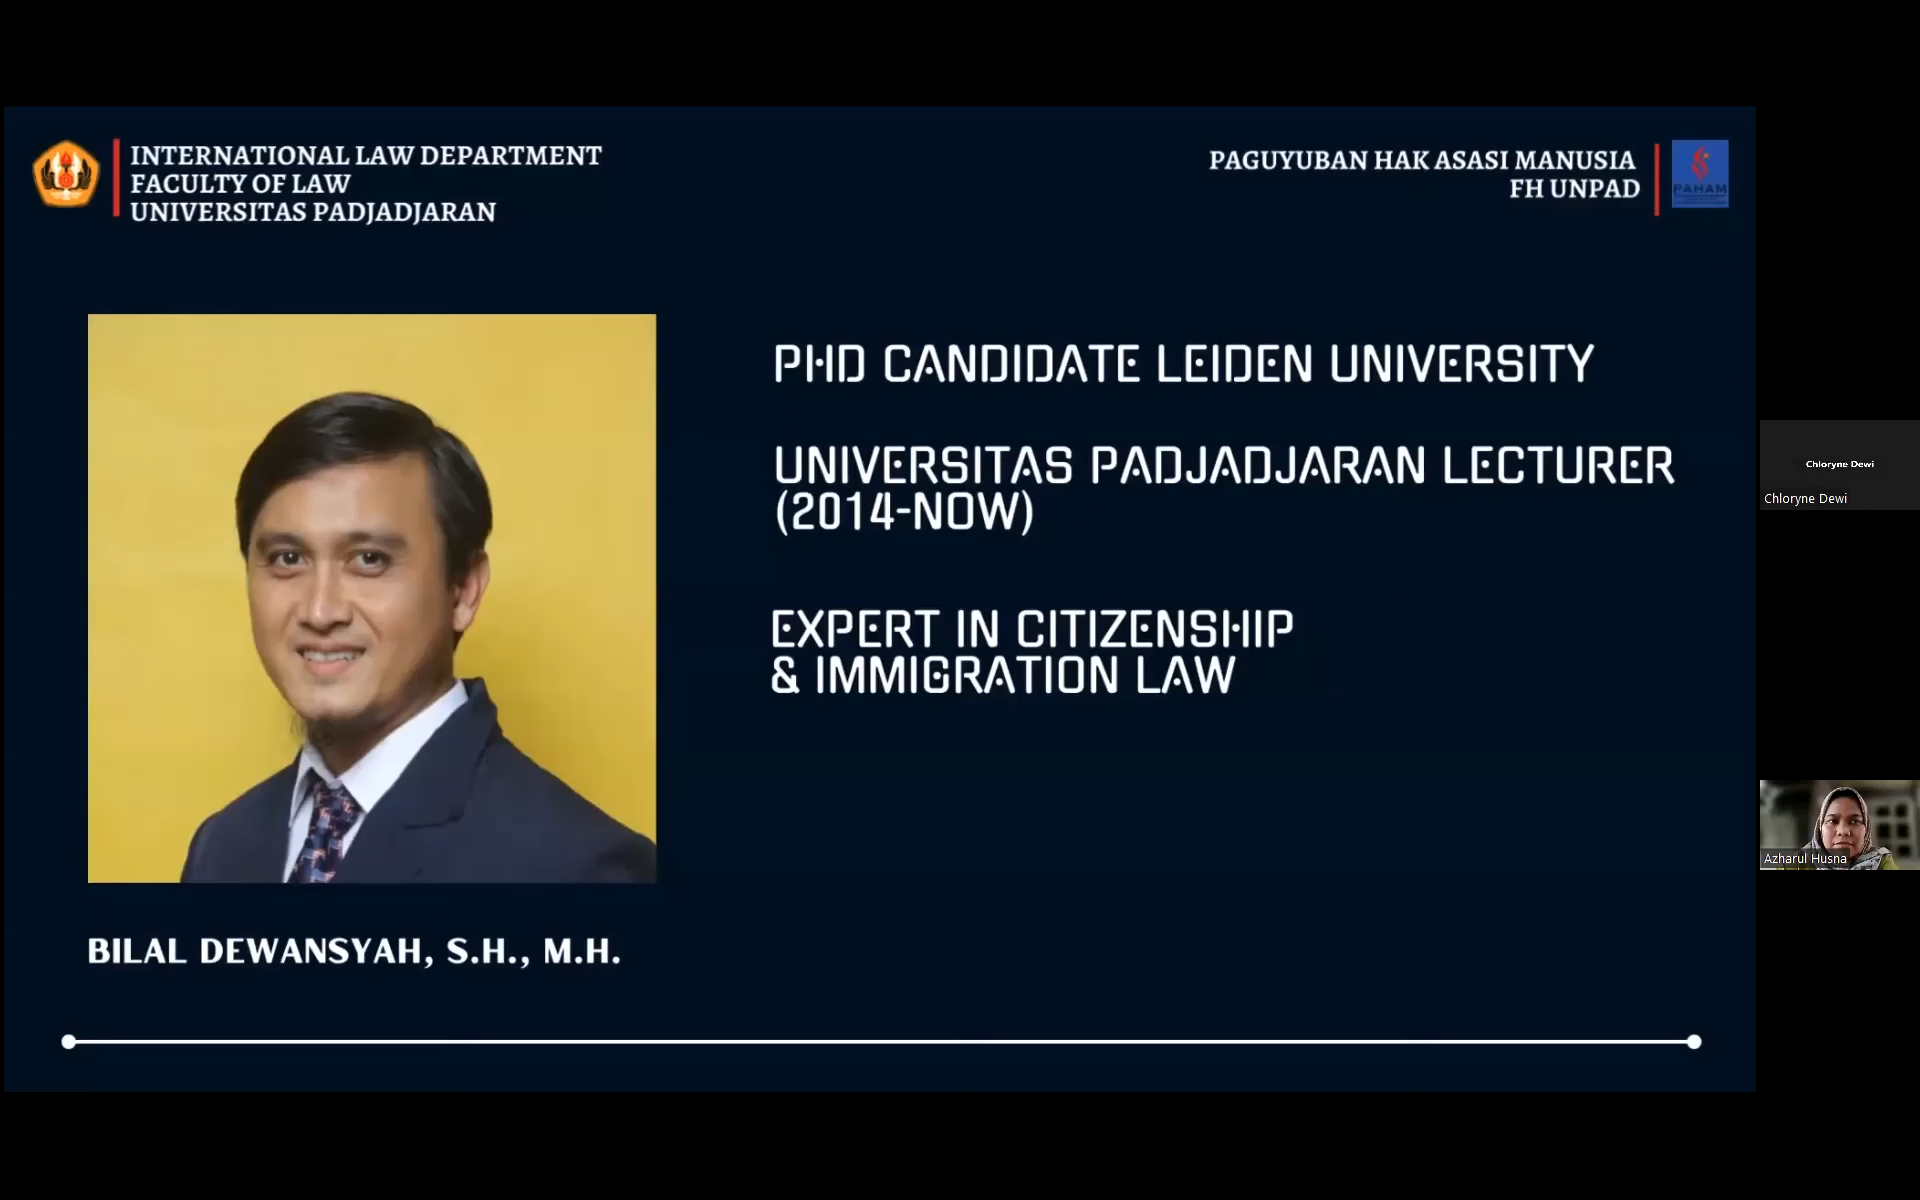 INTERNATIONAL LAW DEPARTMENT
FACULTY OF LAW
UNIVERSITAS PADJADJARAN
PAGUYUBAN HAK ASASI MANUSIA
FH UNPAD
PAHAM
PHD CANDIDATE LEIDEN UNIVERSITY
UNIVERSITAS PADJADJARAN LECTURER
(2014-NOW)
EXPERT IN CITIZENSHIP
& IMMIGRATION LAW
BILAL DEWANSYAH, S.H., M.H.
Chloryne Dewi
Chloryne Dewi
Azharul Husna